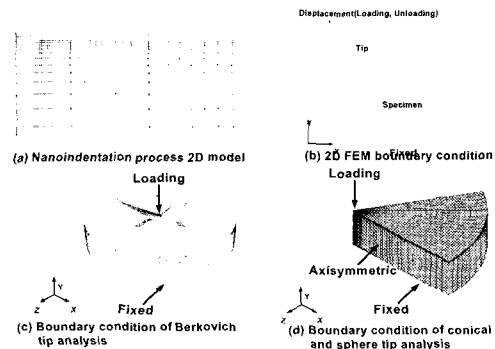 Displacement(Loading, Unloading)
Tip
Specimen
Y
X
Fixed
(a) Nanoindentation process 2D model
(b) 2D FEM boundary condition
Loading
Y
Z
X
Fixed
(c) Boundary condition of Berkovich
tip analysis
Loading
Axisymmetric
Y
Z
X
Fixed
(d) Boundary condition of conical
and sphere tip analysis